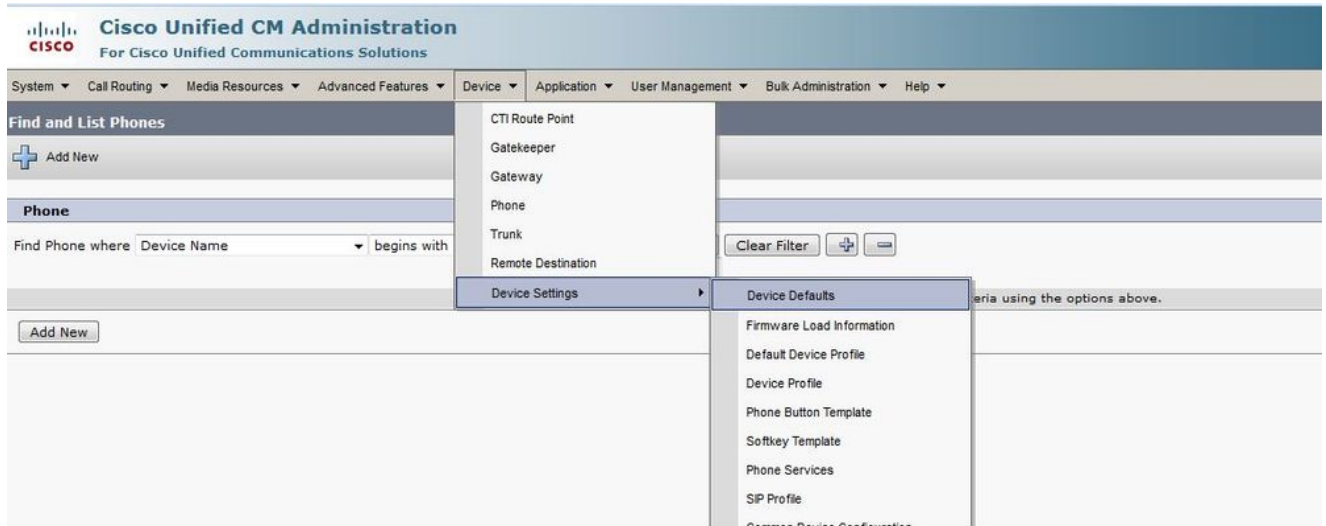 Cisco Unified CM Administration
CISCO
For Cisco Unified Communications Solutions
System Call Routing Media Resources Advanced Features Device Application User Management Bulk Administration Help
Find and List Phones
CTI Route Point
Add New
Gatekeeper
Gateway
Phone
Phone
Trunk
Find Phone where Device Name begins with Clear Filter
Remote Destination
Device Settings
Device Defaults
eria using the options above.
Add New
Firmware Load Information
Default Device Profile
Device Profile
Phone Button Template
Softkey Template
Phone Services
SIP Profile
Common Device Configuration